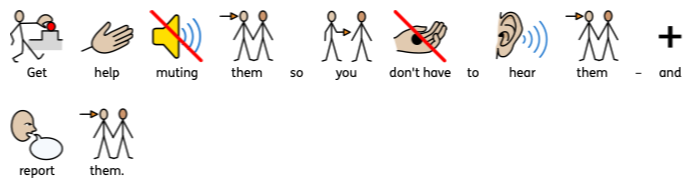 Get help muting them so you don't have to hear them – and
report them.